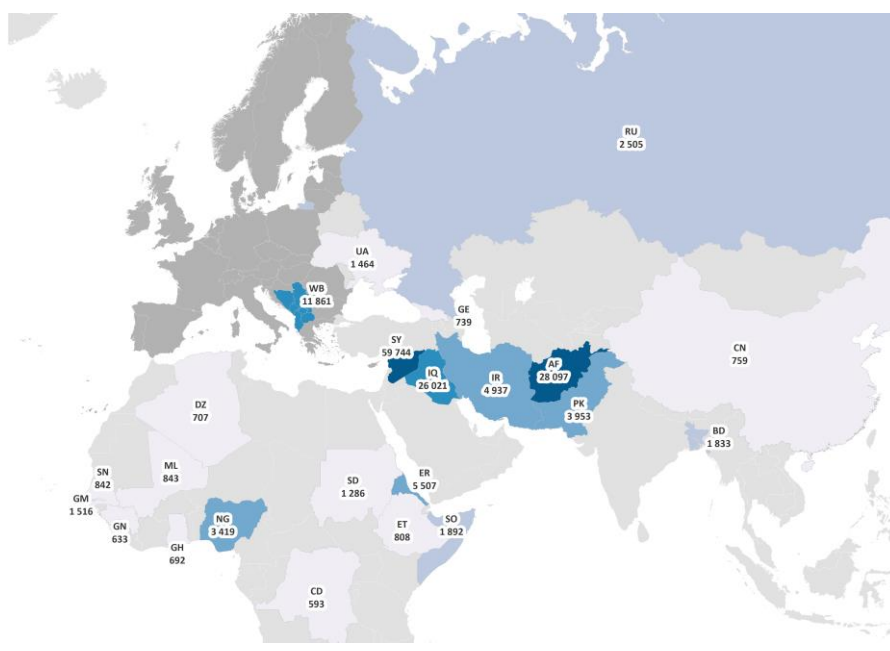 RU
2 505
UA
1 464
WB
11 861
GE
739
SY
59 744
IQ
26 021
IR
4 937
AF
28 097
PK
3 953
CN
759
BD
1 833
DZ
707
ML
843
SN
842
GM
1 516
GN
633
GH
692
NG
3 419
SD
1 286
ER
5 507
ET
808
SO
1 892
CD
593